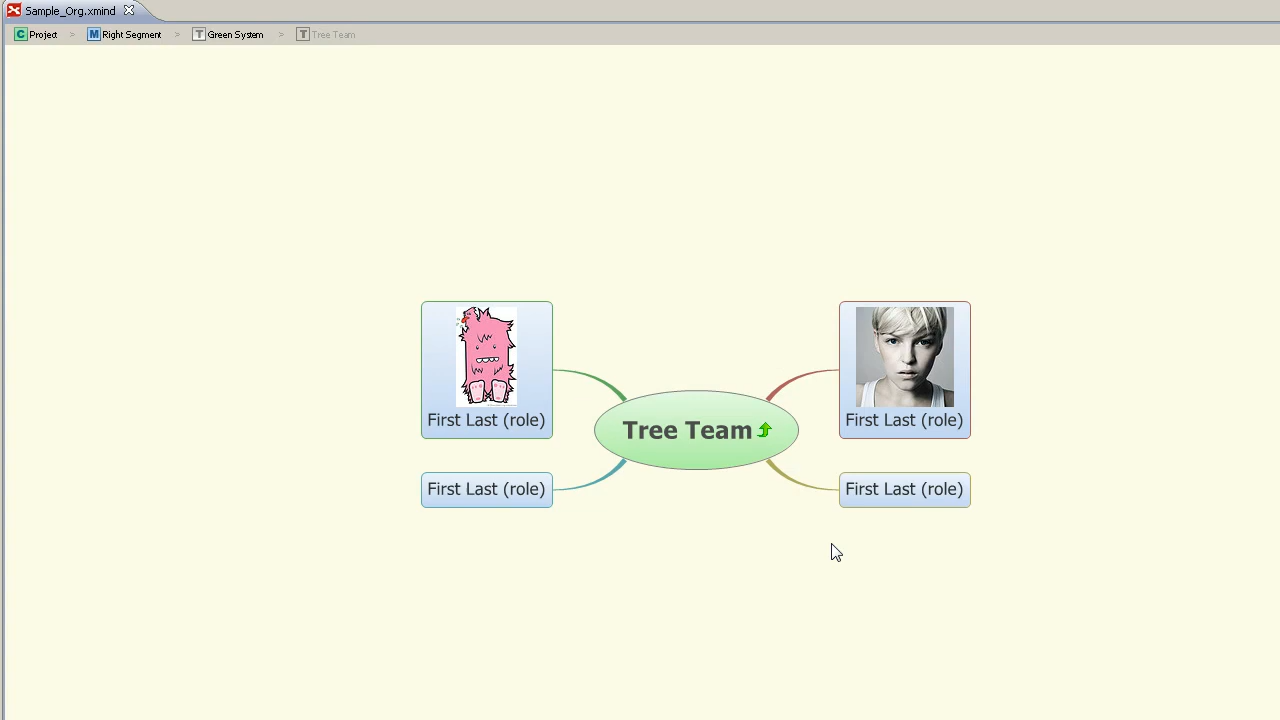 Sample_Org.xmind
C Project > M Right Segment > T Green System > T Tree Team
First Last (role)
First Last (role)
Tree Team
First Last (role)
First Last (role)